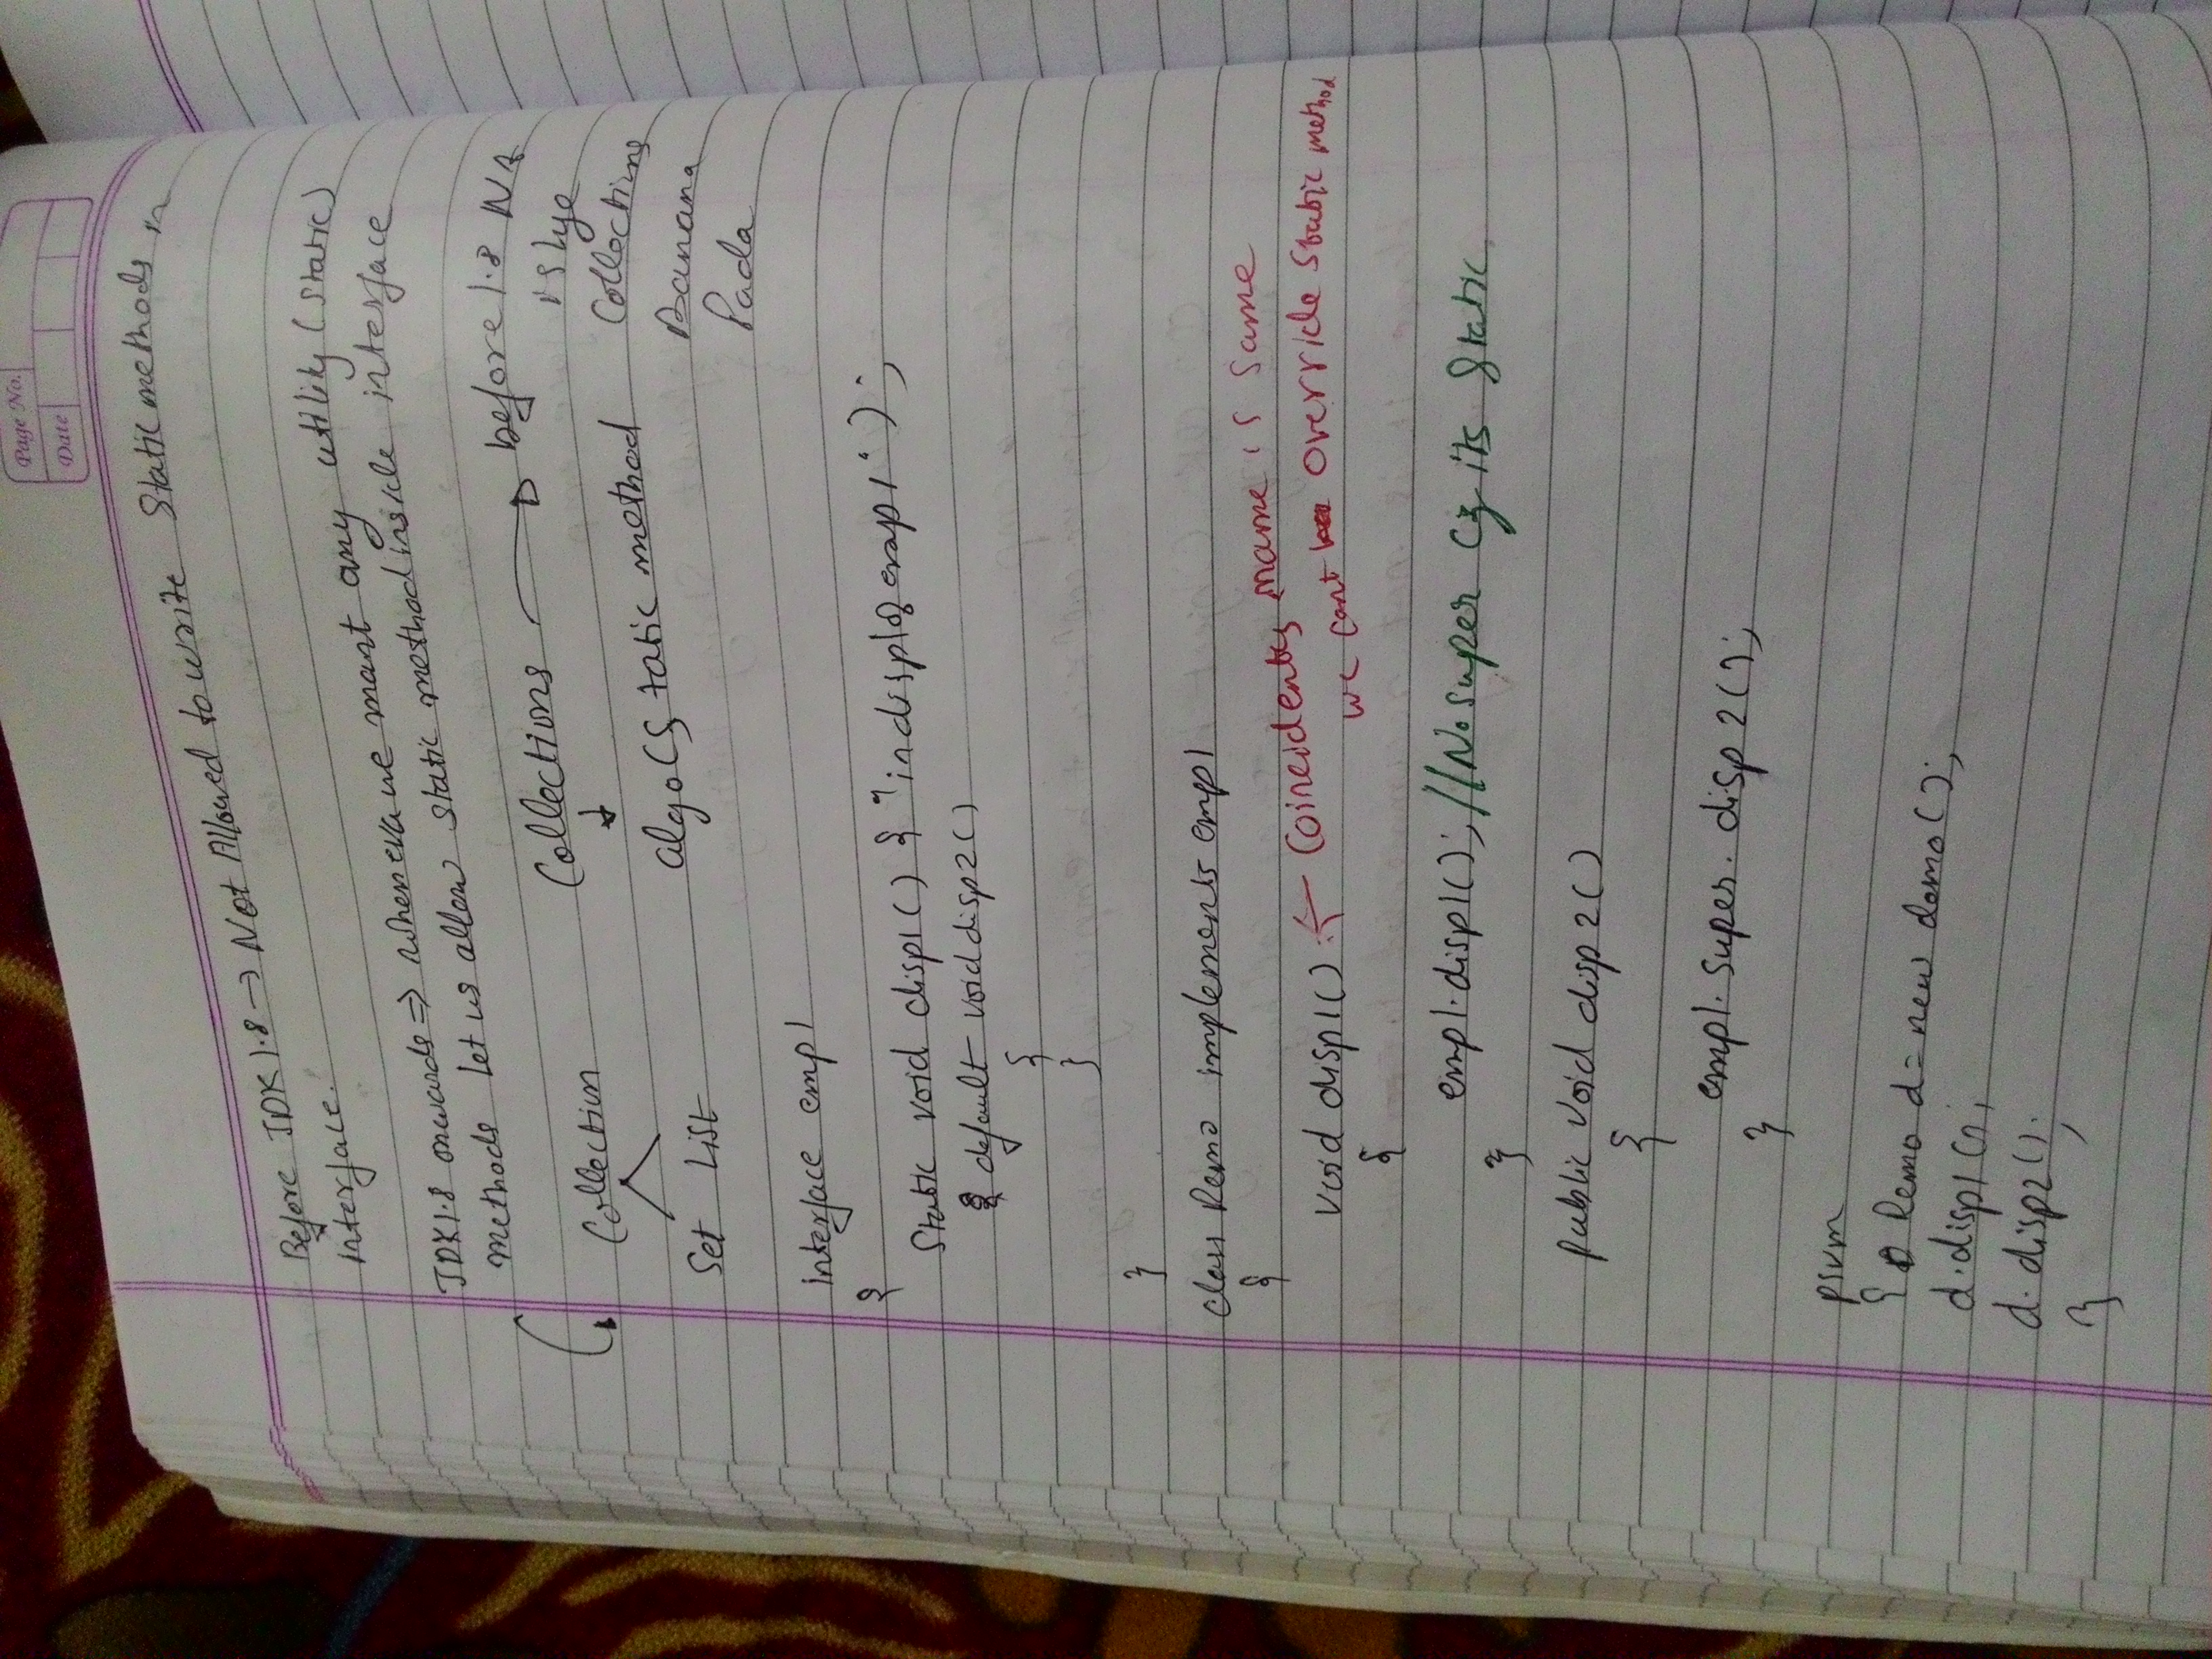 Page No.
Date
Before JDK 1.8 → Not Allowed to write Static methods in
interface.
JDK1.8 onwards ⇒ whenever we want any utility (static)
methods let us allow static method inside interface
Collection
Collections → before 1.8 NA
Set List
algo (static method
islye
Collections
Banana
Pada
interface emp1
{
Static void disp1() { "in disp1 of emp1");
default void disp2()
{
}
}
class Demo implements emp1
{
void disp1() ← Coincidently name is same
we cant override static method
{
emp1.disp1(); //No super Cz its static
}
public void disp2()
{
emp1.super.disp2();
}
psvm
{ Demo d = new demo();
d.disp1();
d.disp2();
}